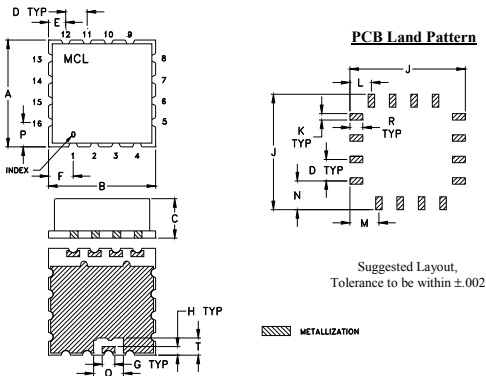 D TYP
E
12 11 10 9
MCL
13
14
15
16
8
7
6
5
A
P
0
INDEX
1 2 3 4
F
B
C
H TYP
T
G TYP
Q
PCB Land Pattern
J
L
K
TYP
R
TYP
J
D TYP
N
M
Suggested Layout,
Tolerance to be within ±.002
METALLIZATION